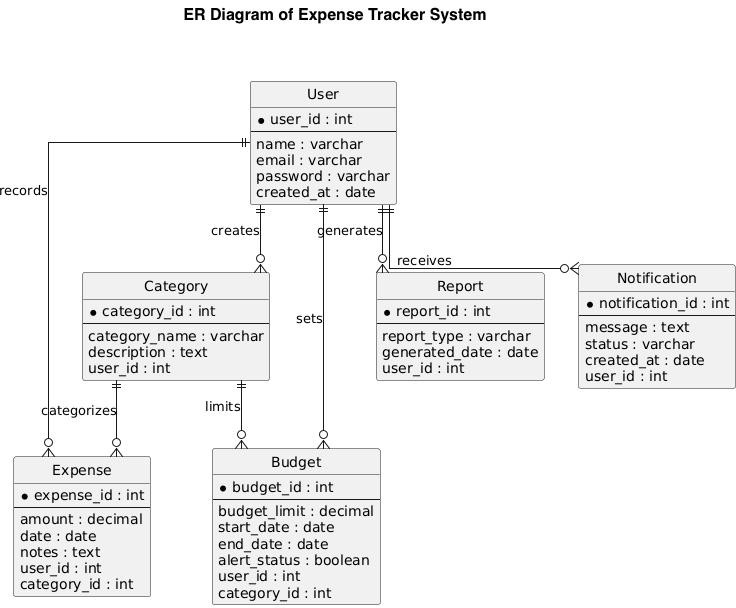 ER Diagram of Expense Tracker System
User
user_id : int
name : varchar
email : varchar
password : varchar
created_at : date
records
creates
generates
receives
sets
Category
category_id : int
category_name : varchar
description : text
user_id : int
Report
report_id : int
report_type : varchar
generated_date : date
user_id : int
Notification
notification_id : int
message : text
status : varchar
created_at : date
user_id : int
categorizes
limits
Expense
expense_id : int
amount : decimal
date : date
notes : text
user_id : int
category_id : int
Budget
budget_id : int
budget_limit : decimal
start_date : date
end_date : date
alert_status : boolean
user_id : int
category_id : int